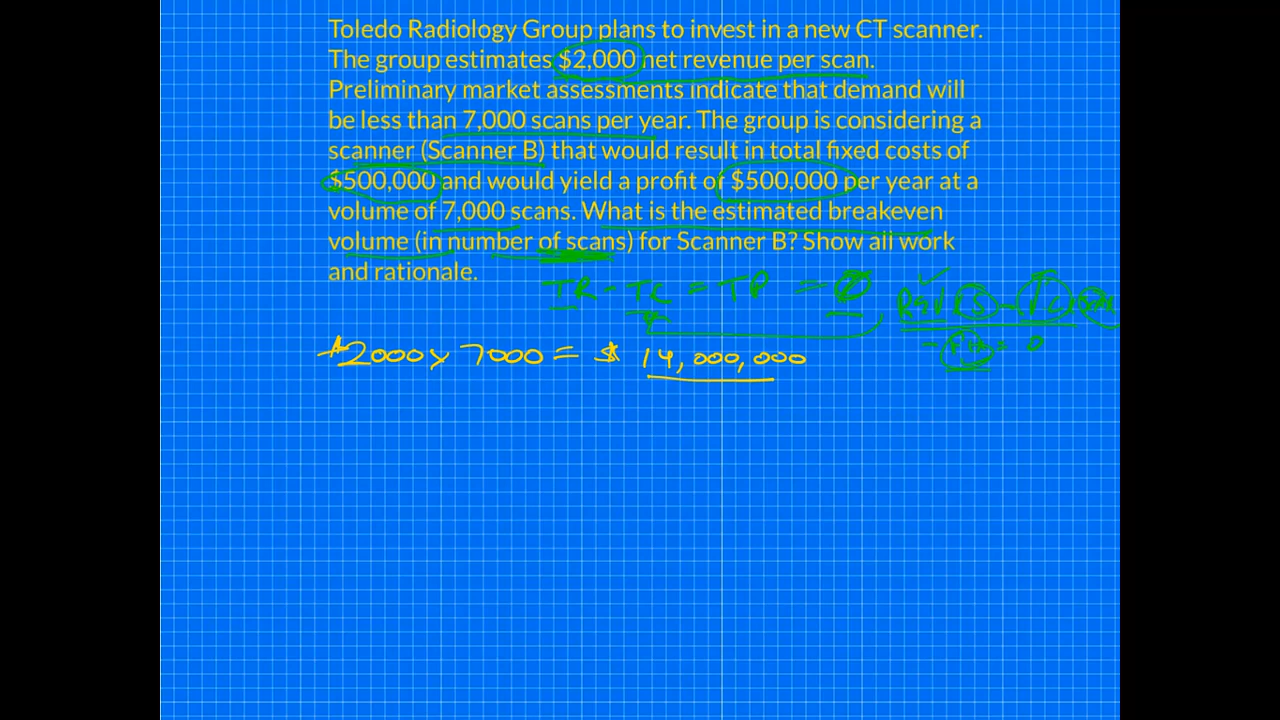 Toledo Radiology Group plans to invest in a new CT scanner.
The group estimates $2,000 net revenue per scan.
Preliminary market assessments indicate that demand will
be less than 7,000 scans per year. The group is considering a
scanner (Scanner B) that would result in total fixed costs of
$500,000 and would yield a profit of $500,000 per year at a
volume of 7,000 scans. What is the estimated breakeven
volume (in number of scans) for Scanner B? Show all work
and rationale.
TR - TC = TP = 0
= 0
$2000 x 7000 = $ 14,000,000